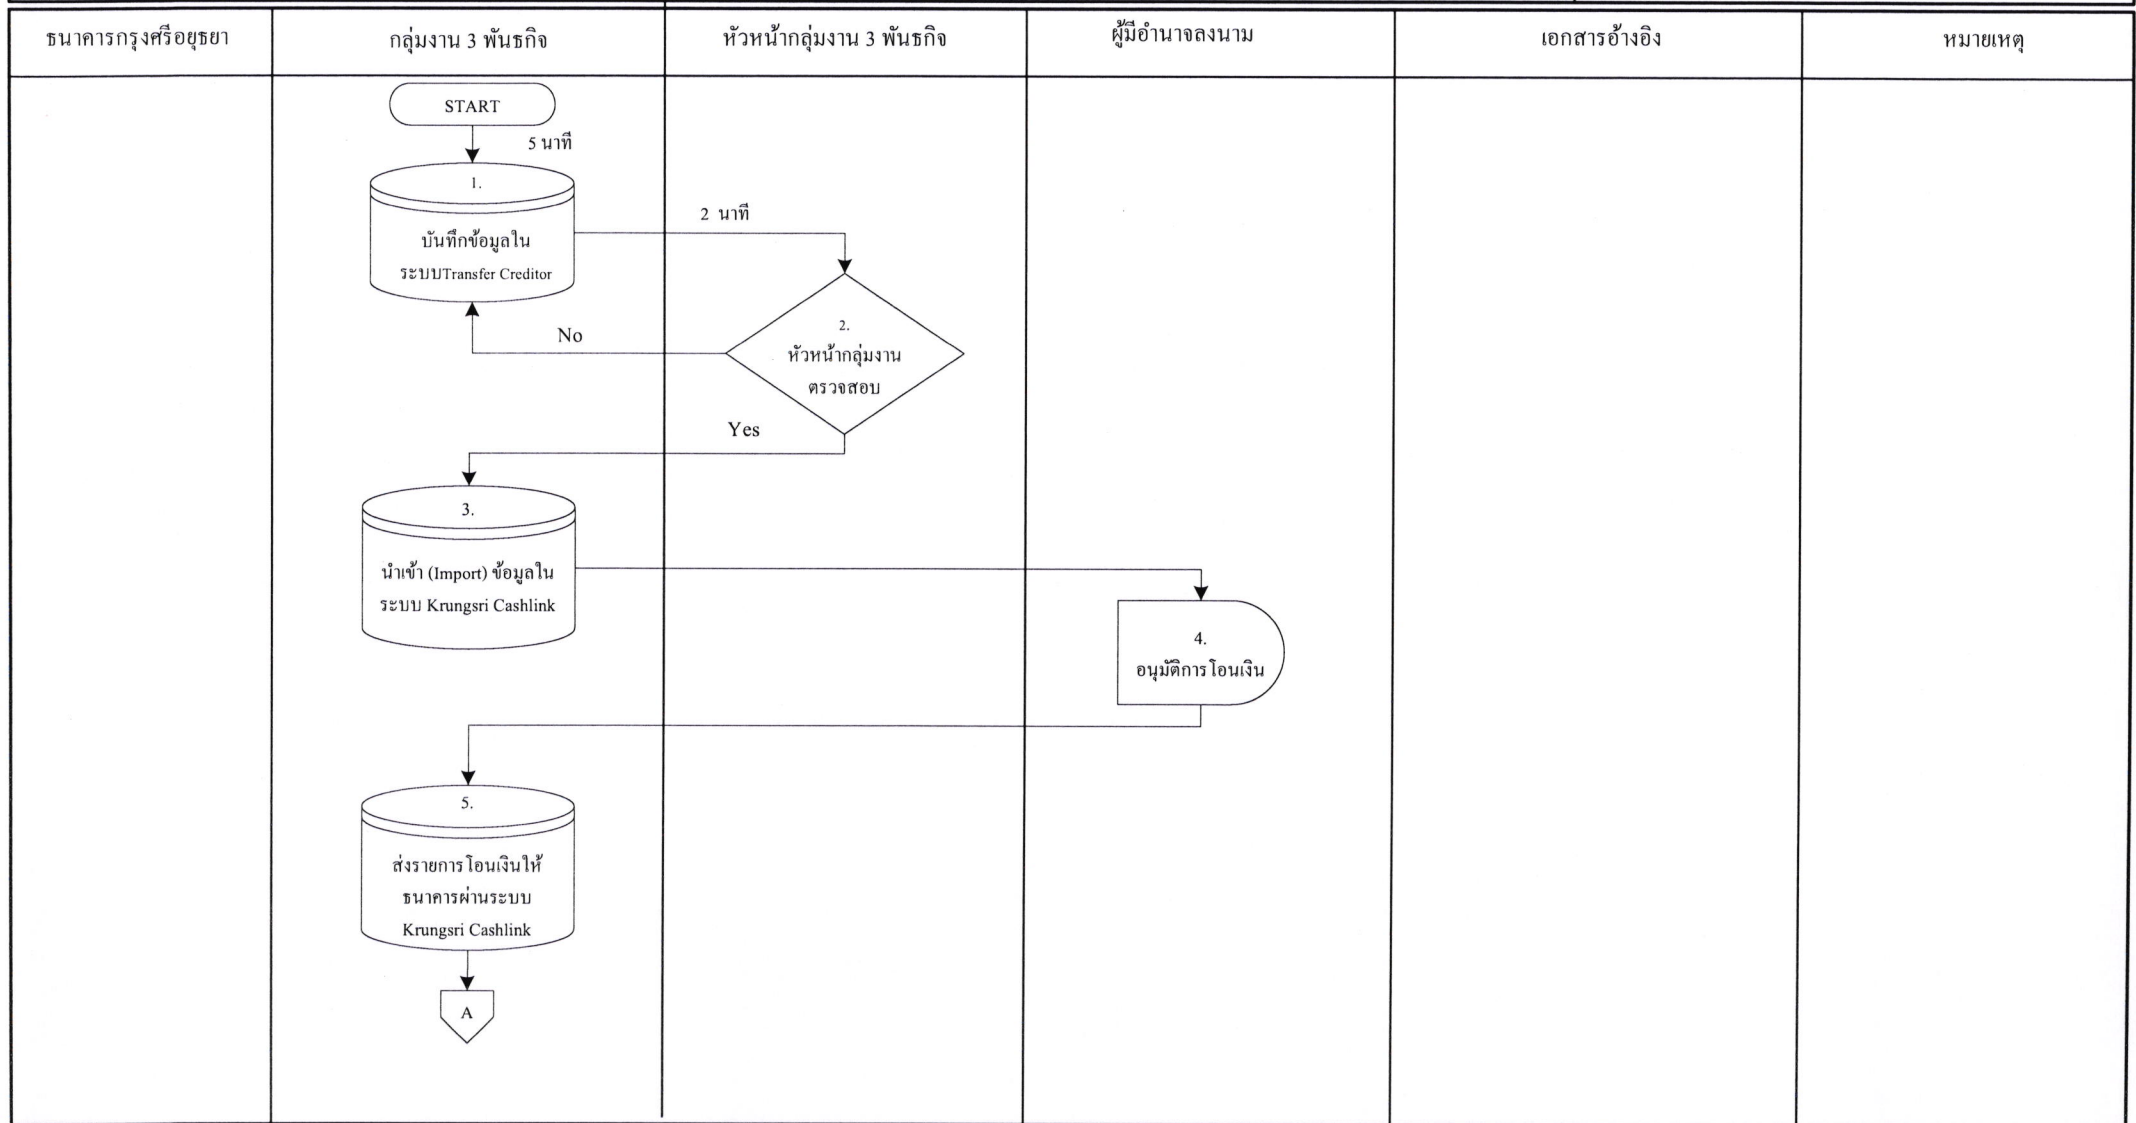 ธนาคารกรุงศรีอยุธยา
กลุ่มงาน 3 พันธกิจ
หัวหน้ากลุ่มงาน 3 พันธกิจ
ผู้มีอำนาจลงนาม
เอกสารอ้างอิง
หมายเหตุ
START
5 นาที
1.
บันทึกข้อมูลใน
ระบบTransfer Creditor
2 นาที
2.
หัวหน้ากลุ่มงาน
ตรวจสอบ
No
Yes
3.
นำเข้า (Import) ข้อมูลใน
ระบบ Krungsri Cashlink
4.
อนุมัติการโอนเงิน
5.
ส่งรายการโอนเงินให้
ธนาคารผ่านระบบ
Krungsri Cashlink
A